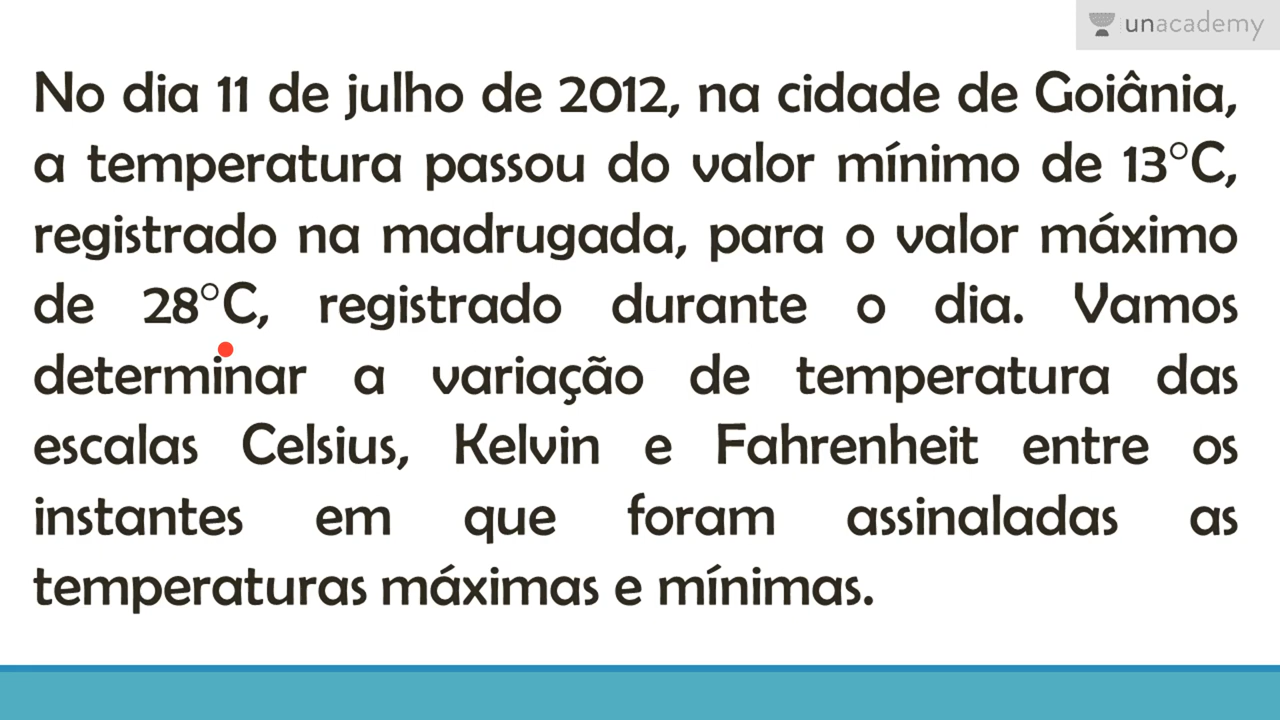 unacademy
No dia 11 de julho de 2012, na cidade de Goiânia,
a temperatura passou do valor mínimo de 13°C,
registrado na madrugada, para o valor máximo
de 28°C, registrado durante o dia. Vamos
determinar a variação de temperatura das
escalas Celsius, Kelvin e Fahrenheit entre os
instantes em que foram assinaladas as
temperaturas máximas e mínimas.